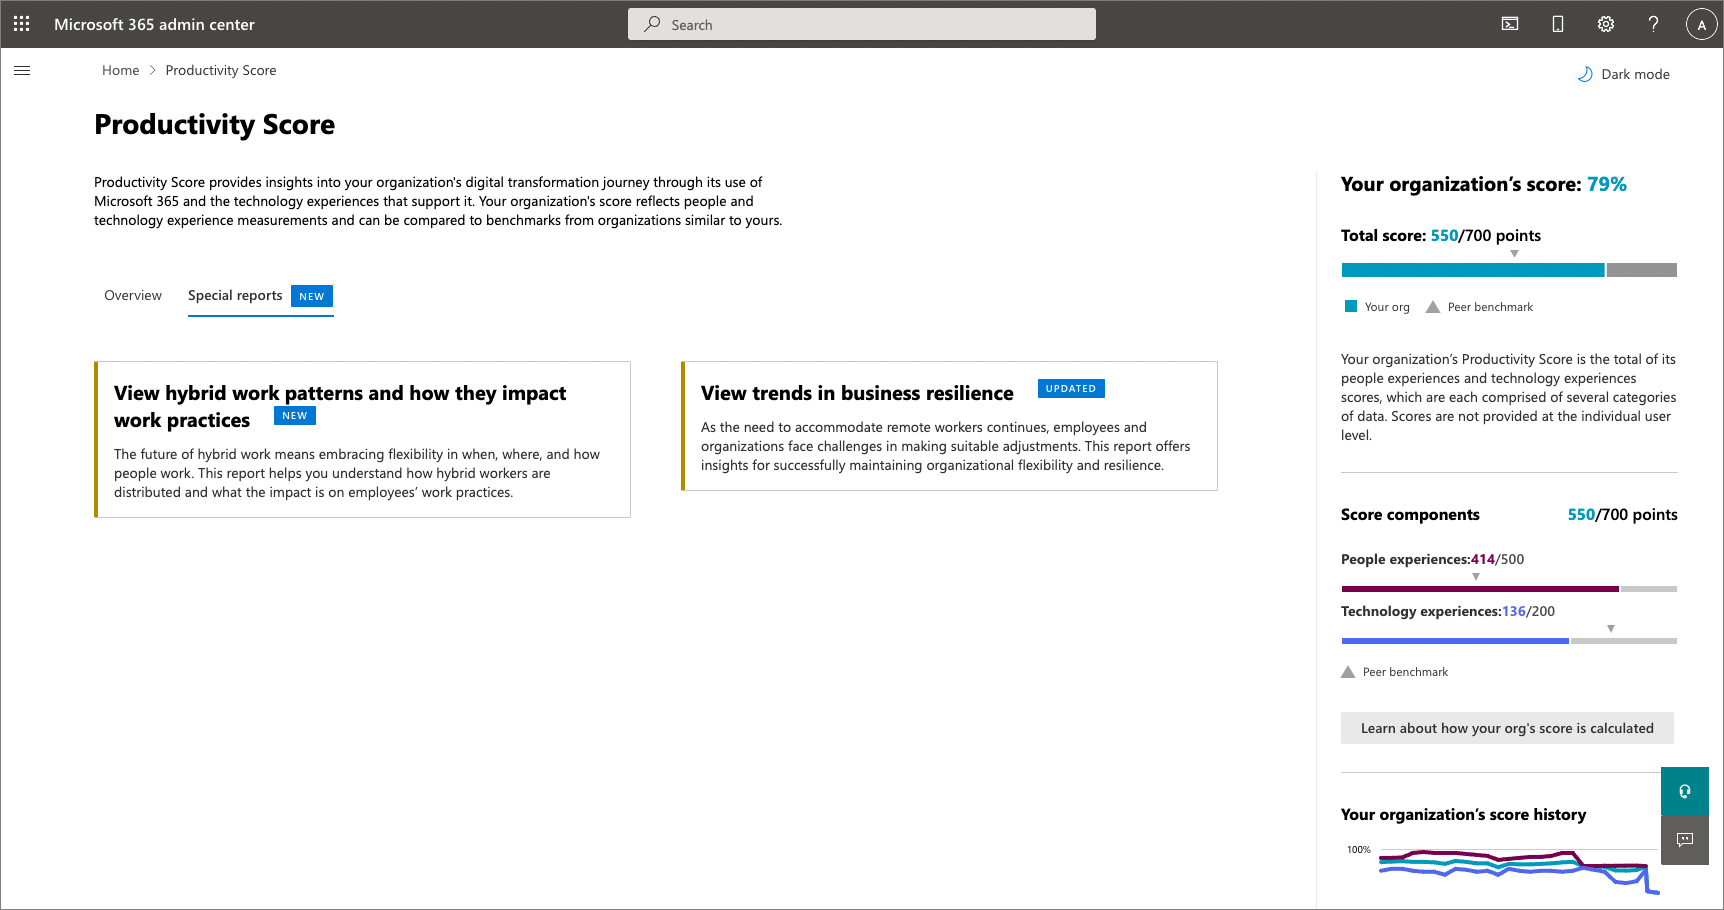 Microsoft 365 admin center
Search
A
Home
Productivity Score
Dark mode
Productivity Score
Productivity Score provides insights into your organization's digital transformation journey through its use of
Microsoft 365 and the technology experiences that support it. Your organization's score reflects people and
technology experience measurements and can be compared to benchmarks from organizations similar to yours.
Overview
Special reports NEW
View hybrid work patterns and how they impact
work practices NEW
The future of hybrid work means embracing flexibility in when, where, and how
people work. This report helps you understand how hybrid workers are
distributed and what the impact is on employees’ work practices.
View trends in business resilience UPDATED
As the need to accommodate remote workers continues, employees and
organizations face challenges in making suitable adjustments. This report offers
insights for successfully maintaining organizational flexibility and resilience.
Your organization’s score: 79%
Total score: 550/700 points
Your org
Peer benchmark
Your organization’s Productivity Score is the total of its
people experiences and technology experiences
scores, which are each comprised of several categories
of data. Scores are not provided at the individual user
level.
Score components 550/700 points
People experiences:414/500
Technology experiences:136/200
Peer benchmark
Learn about how your org's score is calculated
Your organization’s score history
100%